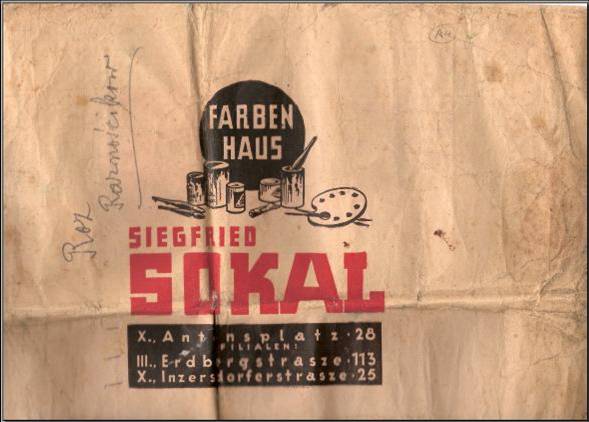 FARBEN
HAUS
SIEGFRIED
SOKAL
X., Antonsplatz · 28
FILIALEN:
III., Erdbergstrasze · 113
X., Inzersdorferstrasze · 25